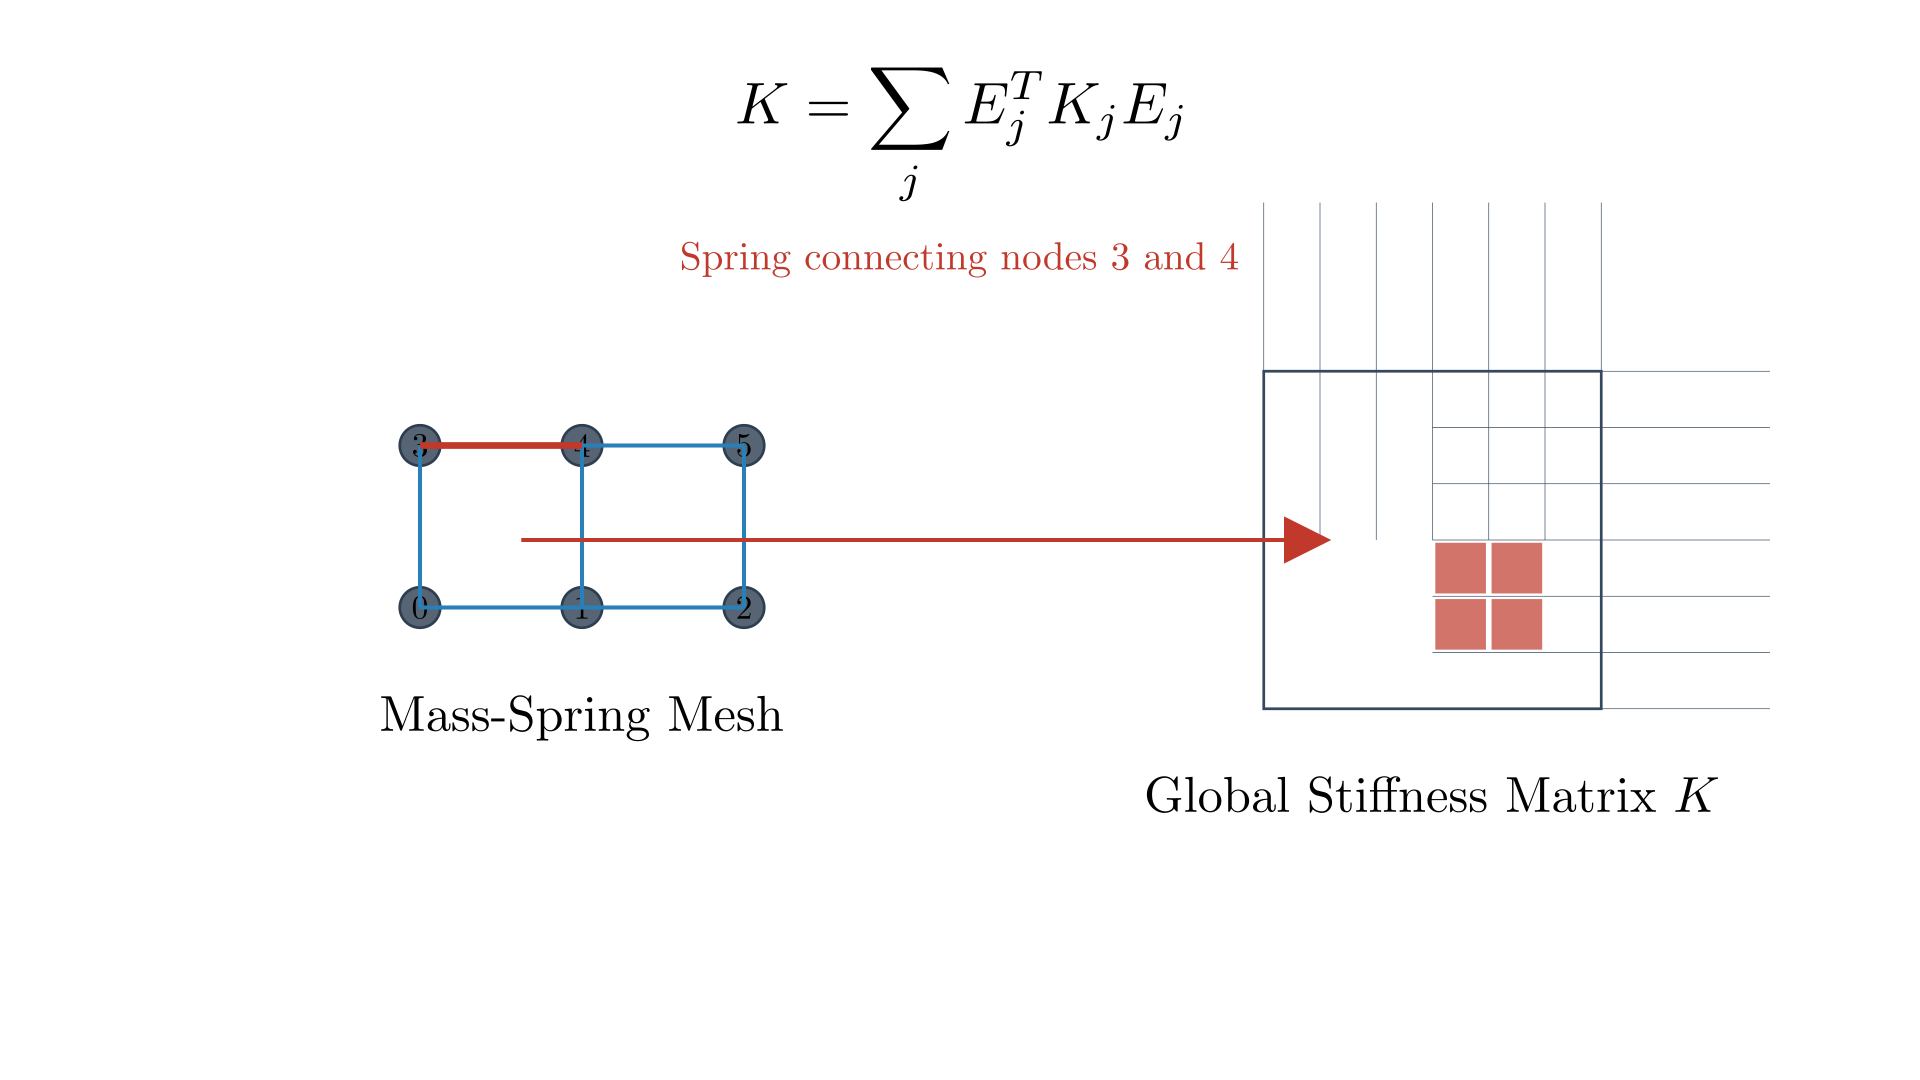 $K = \sum_j E_j^T K_j E_j$
Spring connecting nodes 3 and 4
3 4 5
0 1 2
Mass-Spring Mesh
Global Stiffness Matrix $K$